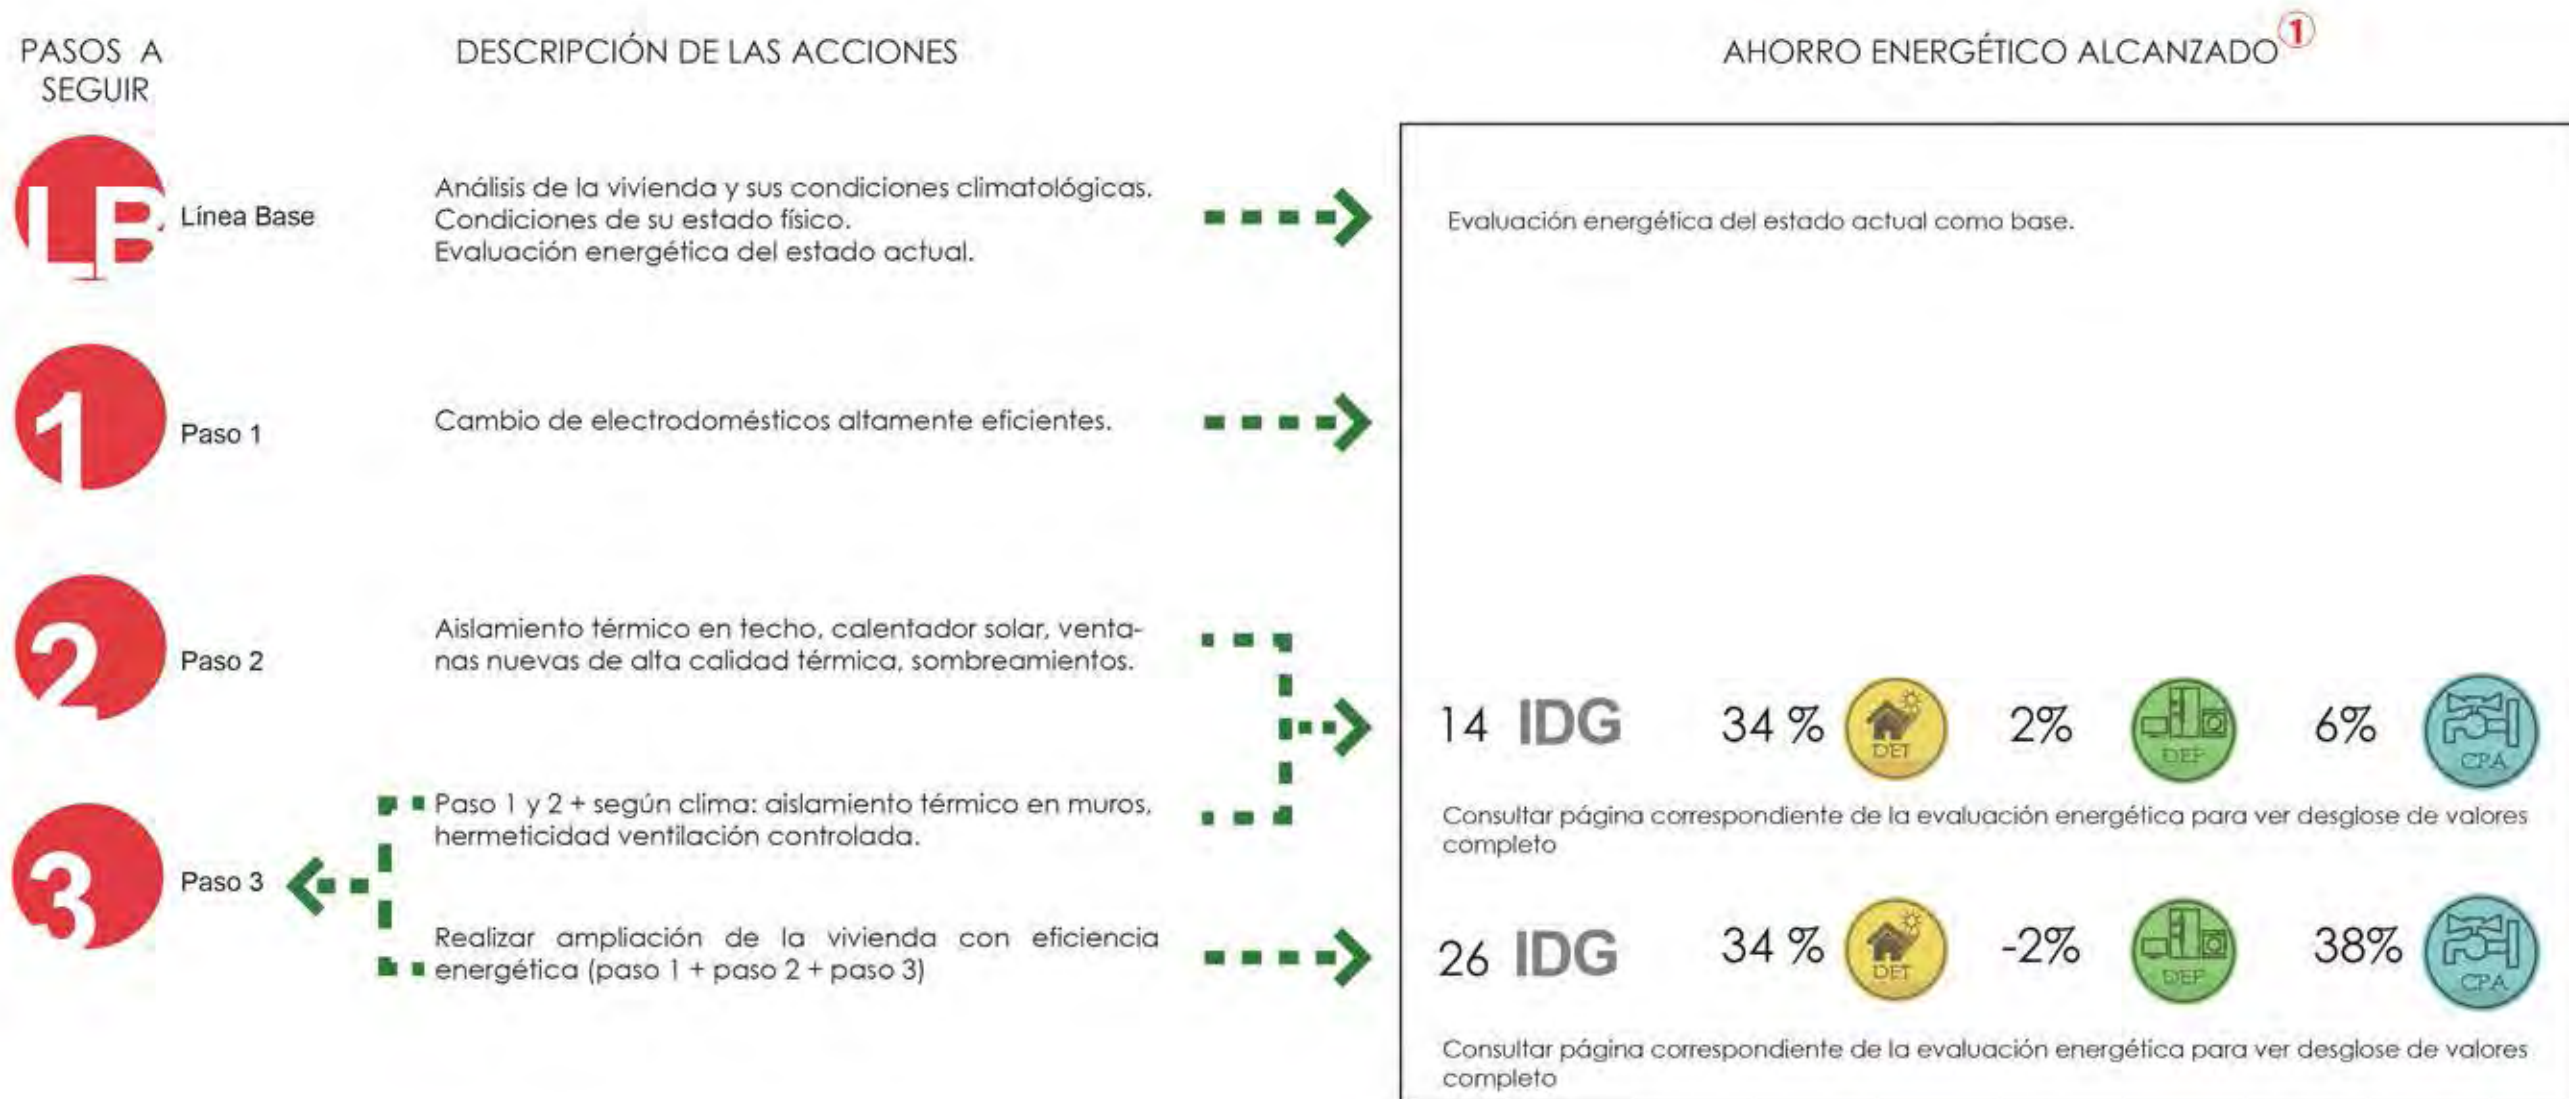 PASOS A
SEGUIR
DESCRIPCIÓN DE LAS ACCIONES
AHORRO ENERGÉTICO ALCANZADO
1
LB
Línea Base
Análisis de la vivienda y sus condiciones climatológicas.
Condiciones de su estado físico.
Evaluación energética del estado actual.
Evaluación energética del estado actual como base.
1
Paso 1
Cambio de electrodomésticos altamente eficientes.
2
Paso 2
Aislamiento térmico en techo, calentador solar, venta-
nas nuevas de alta calidad térmica, sombreamientos.
14 IDG 34 % DET 2% DEP 6% CPA
Consultar página correspondiente de la evaluación energética para ver desglose de valores
completo
3
Paso 3
Paso 1 y 2 + según clima: aislamiento térmico en muros,
hermeticidad ventilación controlada.
Realizar ampliación de la vivienda con eficiencia
energética (paso 1 + paso 2 + paso 3)
26 IDG 34 % DET -2% DEP 38% CPA
Consultar página correspondiente de la evaluación energética para ver desglose de valores
completo